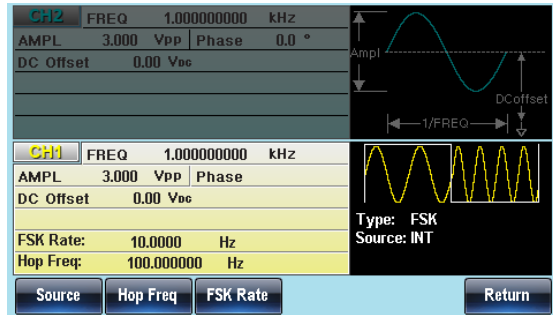 CH2 FREQ 1.000000000 kHz
AMPL 3.000 Vpp Phase 0.0 °
DC Offset 0.00 VDC
Ampl
DCoffset
1/FREQ
CH1 FREQ 1.000000000 kHz
AMPL 3.000 Vpp Phase
DC Offset 0.00 VDC
FSK Rate: 10.0000 Hz
Hop Freq: 100.000000 Hz
Type: FSK
Source: INT
Source Hop Freq FSK Rate Return